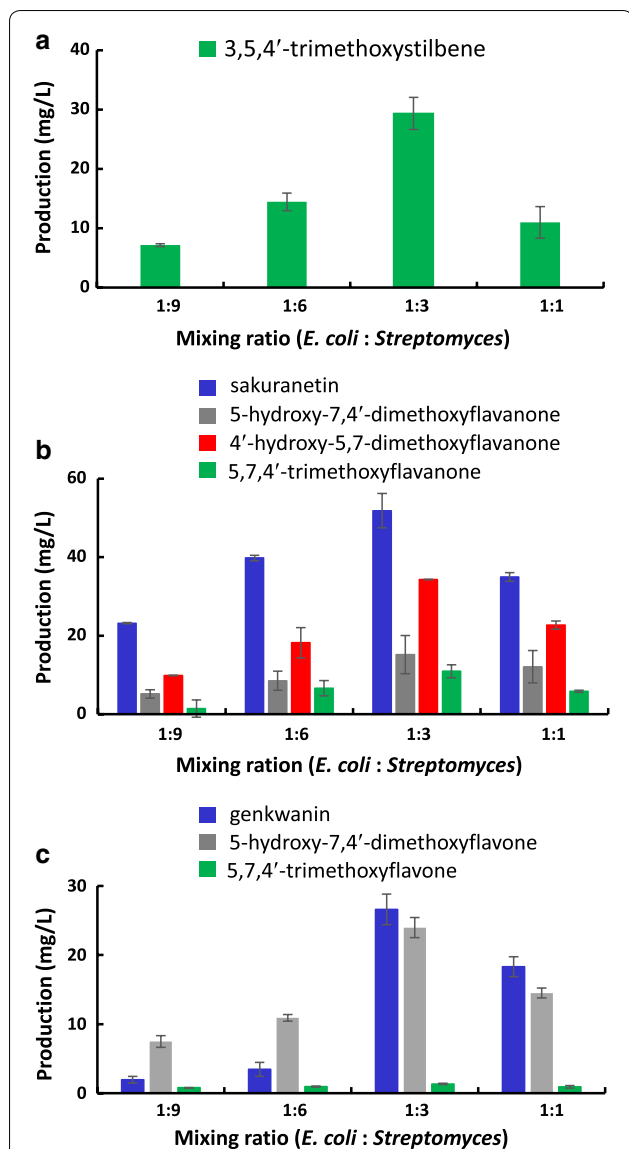 a
3,5,4′-trimethoxystilbene
Production (mg/L)
40
30
20
10
0
1:9 1:6 1:3 1:1
Mixing ratio (E. coli : Streptomyces)
sakuranetin
5-hydroxy-7,4′-dimethoxyflavanone
4′-hydroxy-5,7-dimethoxyflavanone
5,7,4′-trimethoxyflavanone
b
Production (mg/L)
60
40
20
0
1:9 1:6 1:3 1:1
Mixing ration (E. coli : Streptomyces)
genkwanin
5-hydroxy-7,4′-dimethoxyflavone
5,7,4′-trimethoxyflavone
c
Production (mg/L)
30
20
10
0
1:9 1:6 1:3 1:1
Mixing ratio (E. coli : Streptomyces)